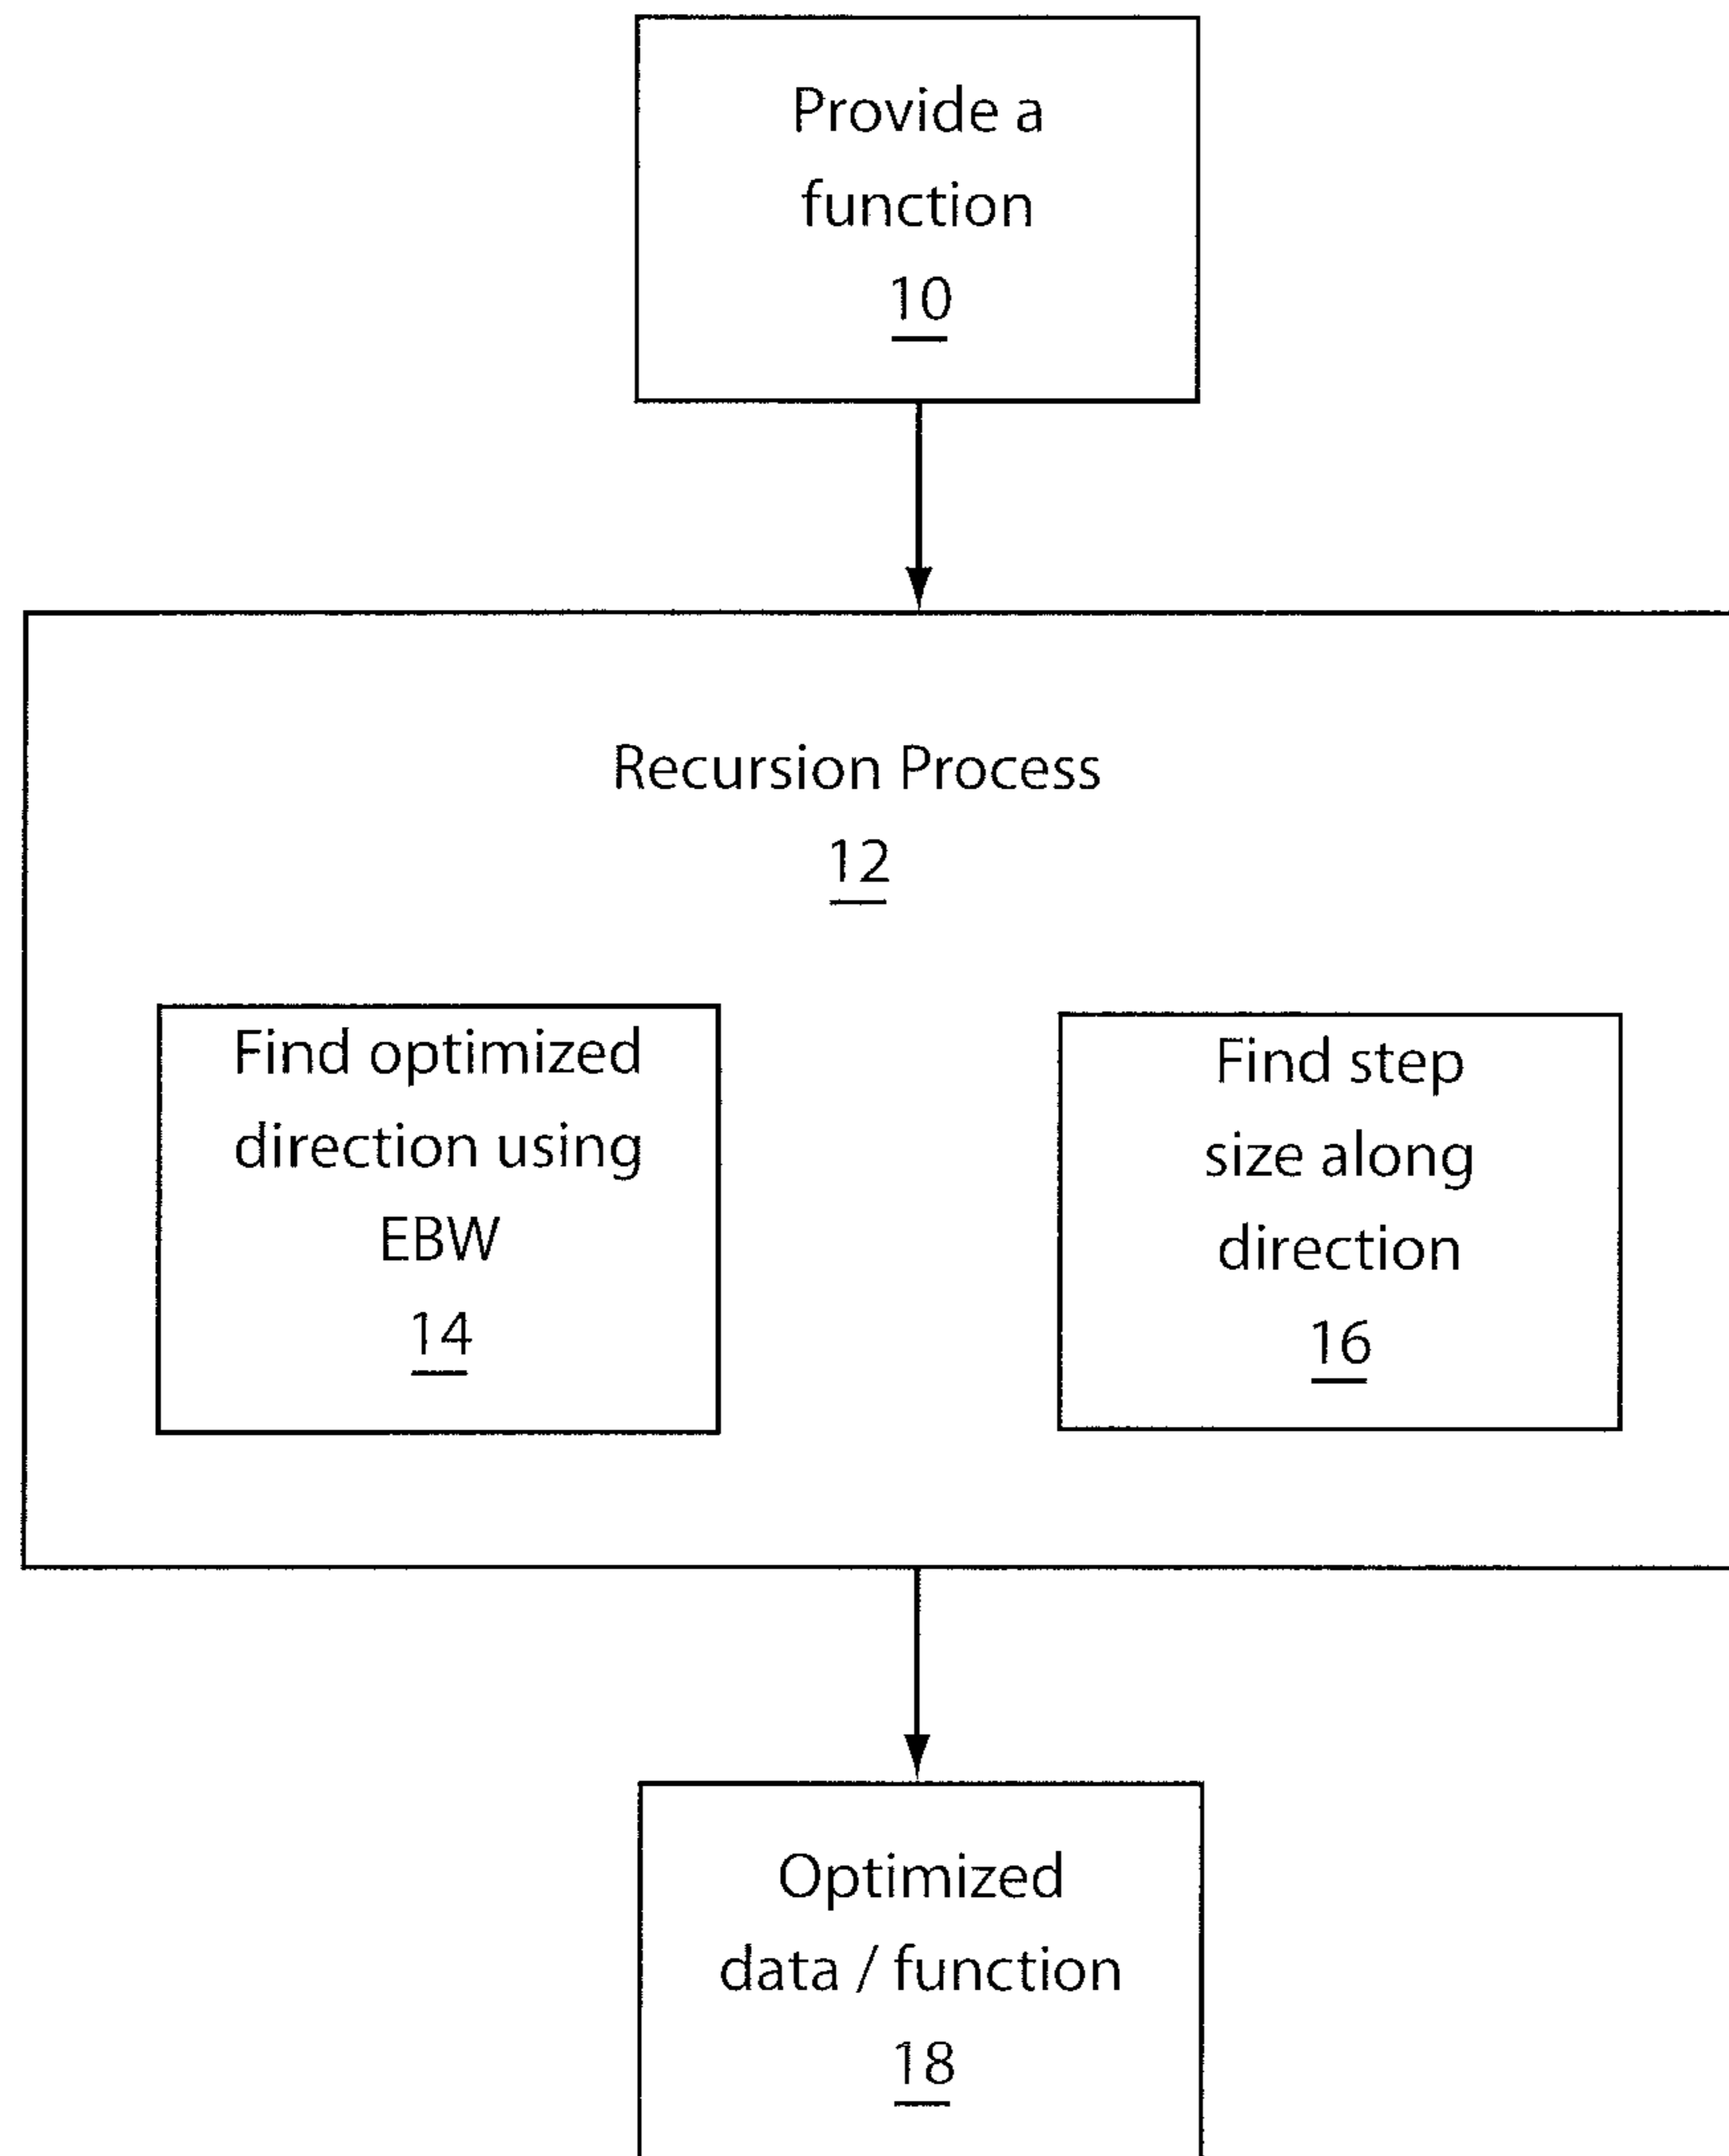 Provide a
function
10
Recursion Process
12
Find optimized
direction using
EBW
14
Find step
size along
direction
16
Optimized
data / function
18